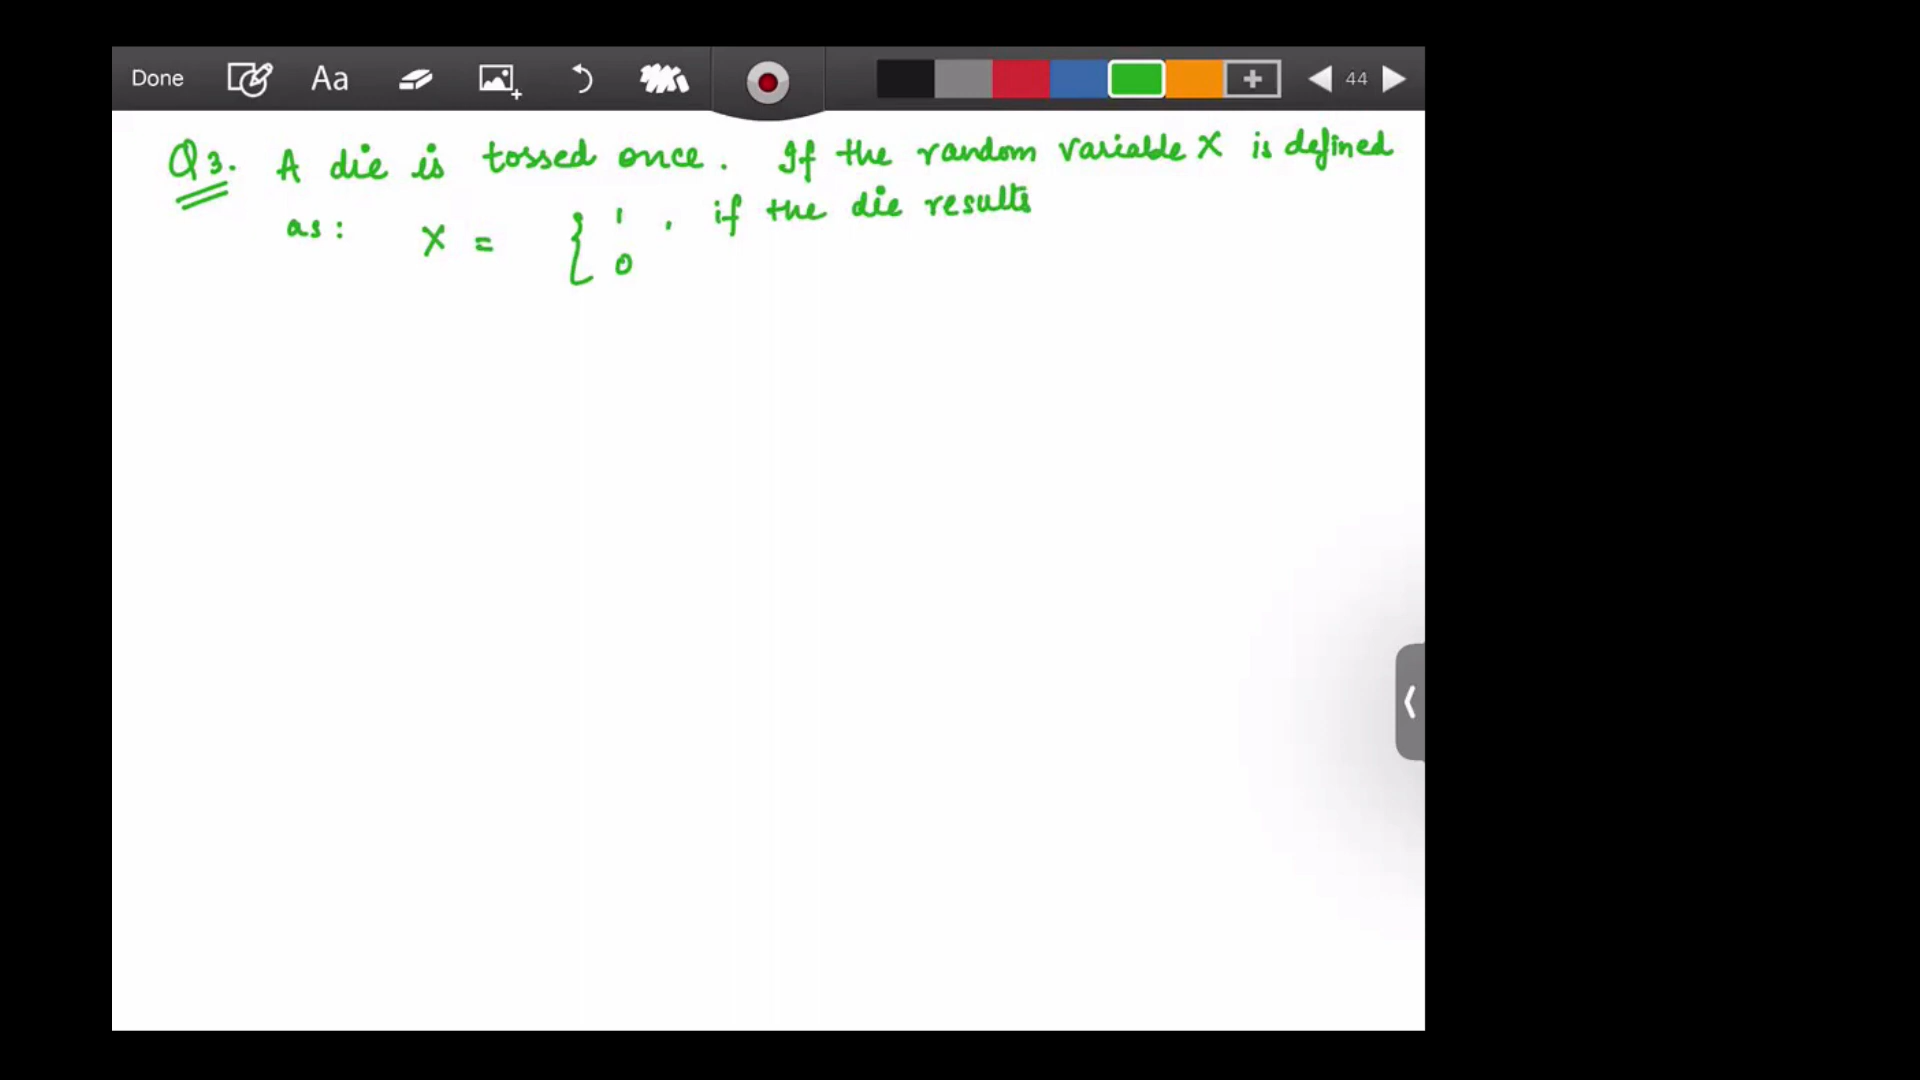 Done Aa 44
Q3. A die is tossed once. If the random variable X is defined
as: X = { 1, if the die results
0